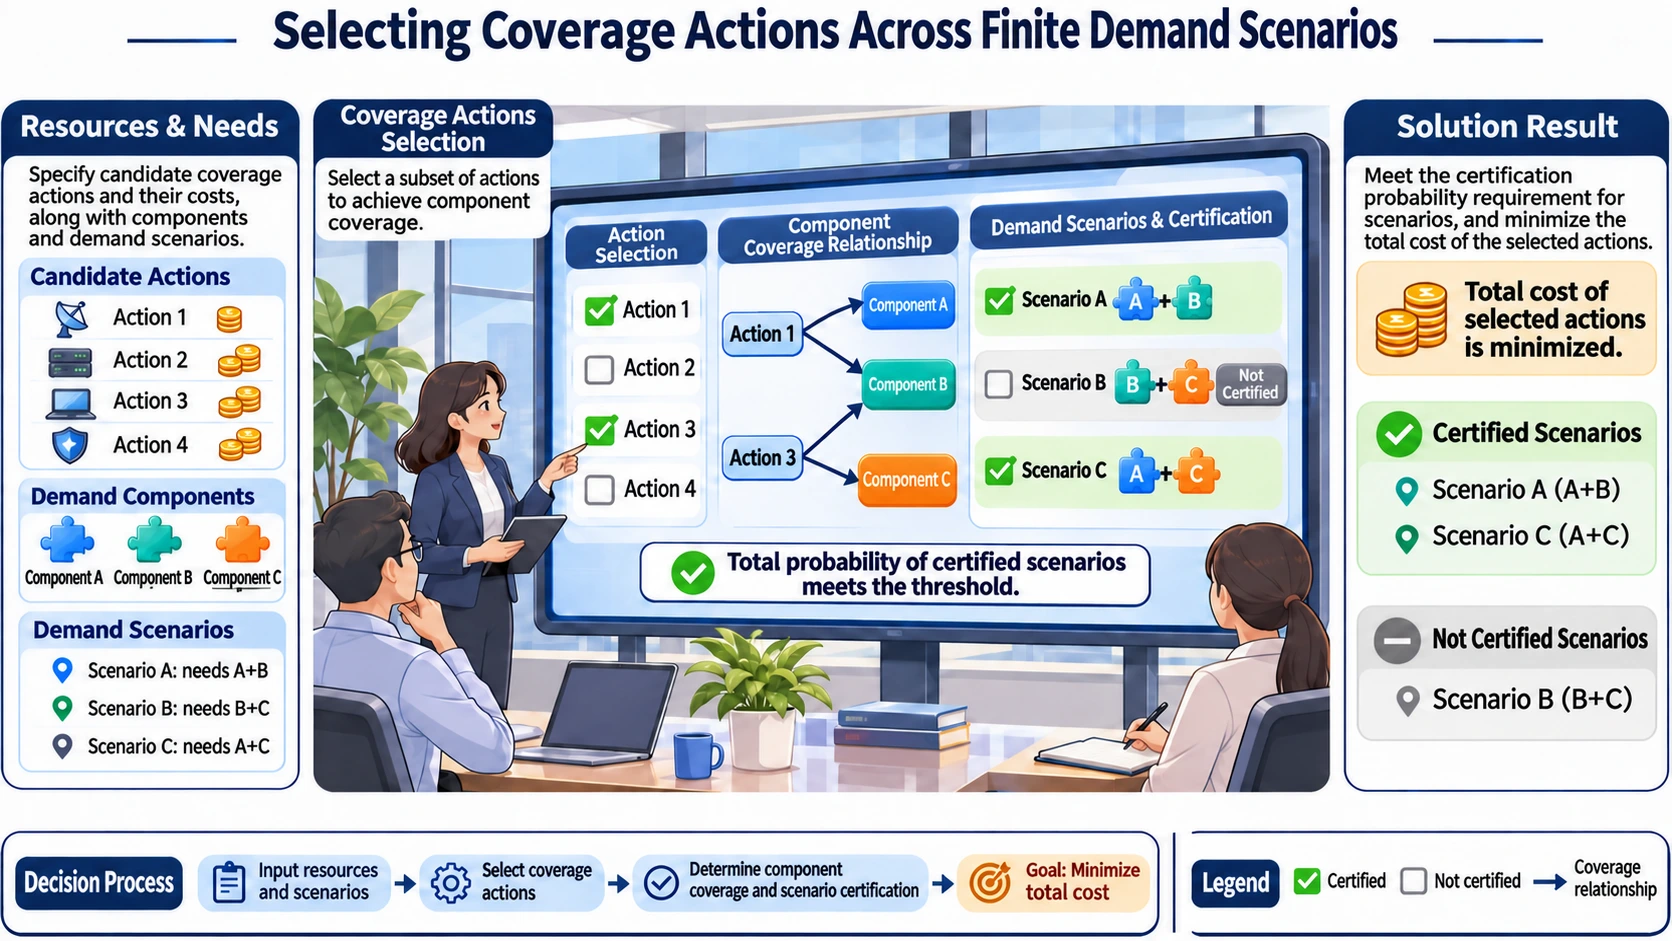 Selecting Coverage Actions Across Finite Demand Scenarios
Resources & Needs
Specify candidate coverage
actions and their costs,
along with components
and demand scenarios.
Candidate Actions
Action 1
Action 2
Action 3
Action 4
Demand Components
Component A
Component B
Component C
Demand Scenarios
Scenario A: needs A+B
Scenario B: needs B+C
Scenario C: needs A+C
Coverage Actions
Selection
Select a subset of actions
to achieve component
coverage.
Action
Selection
Action 1
Action 2
Action 3
Action 4
Component
Coverage Relationship
Action 1
Action 3
Component A
Component B
Component C
Demand Scenarios & Certification
Scenario A A + B
Scenario B B + C Not
Certified
Scenario C A + C
Total probability of certified scenarios
meets the threshold.
Solution Result
Meet the certification
probability requirement for
scenarios, and minimize the
total cost of the selected actions.
Total cost of
selected actions
is minimized.
Certified Scenarios
Scenario A (A+B)
Scenario C (A+C)
Not Certified Scenarios
Scenario B (B+C)
Decision Process
Input resources
and scenarios
Select coverage
actions
Determine component
coverage and scenario certification
Goal: Minimize
total cost
Legend
Certified
Not certified
Coverage
relationship